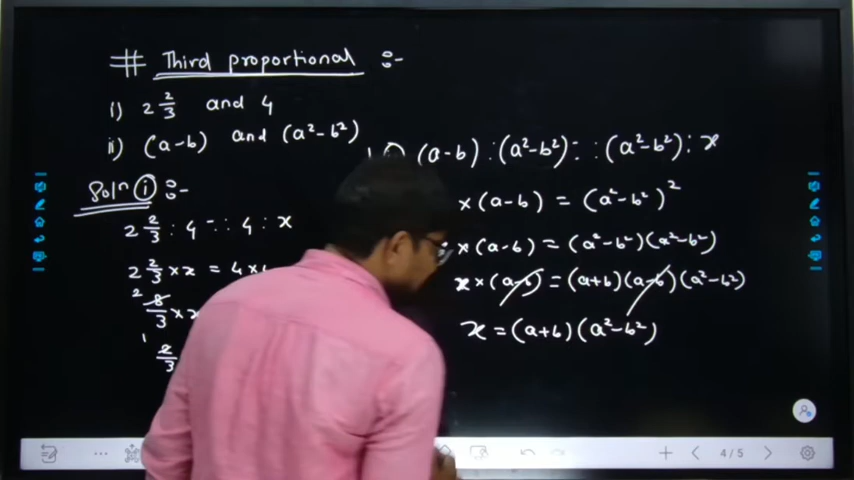 # Third proportional :-
i) 2 2/3 and 4
ii) (a-b) and (a²-b²)
Soln (i) :-
2 2/3 : 4 :: 4 : x
2 2/3 × x = 4 ×
8/3 × x
2/3
(a-b) : (a²-b²) :: (a²-b²) : x
x (a-b) = (a²-b²)²
x (a-b) = (a²-b²)(a²-b²)
x × (a-b) = (a+b)(a-b)(a²-b²)
x = (a+b)(a²-b²)
4/5